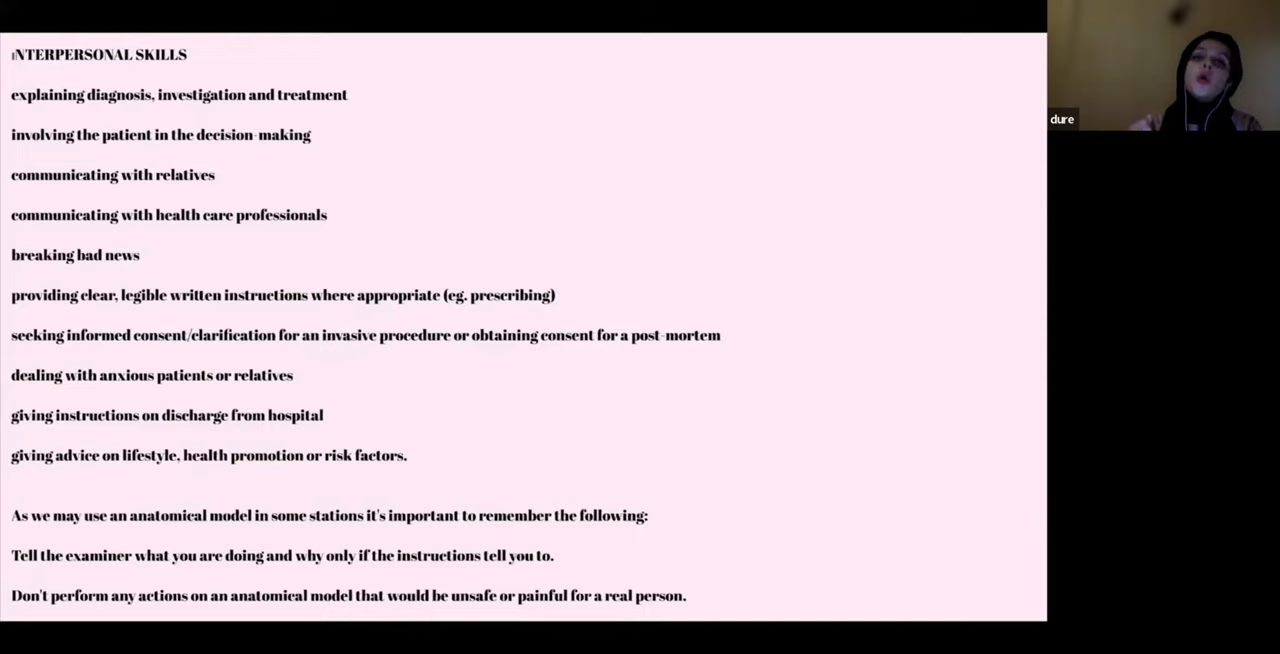 INTERPERSONAL SKILLS
explaining diagnosis, investigation and treatment
involving the patient in the decision-making
communicating with relatives
communicating with health care professionals
breaking bad news
providing clear, legible written instructions where appropriate (eg. prescribing)
seeking informed consent/clarification for an invasive procedure or obtaining consent for a post-mortem
dealing with anxious patients or relatives
giving instructions on discharge from hospital
giving advice on lifestyle, health promotion or risk factors.
As we may use an anatomical model in some stations it's important to remember the following:
Tell the examiner what you are doing and why only if the instructions tell you to.
Don't perform any actions on an anatomical model that would be unsafe or painful for a real person.
dure